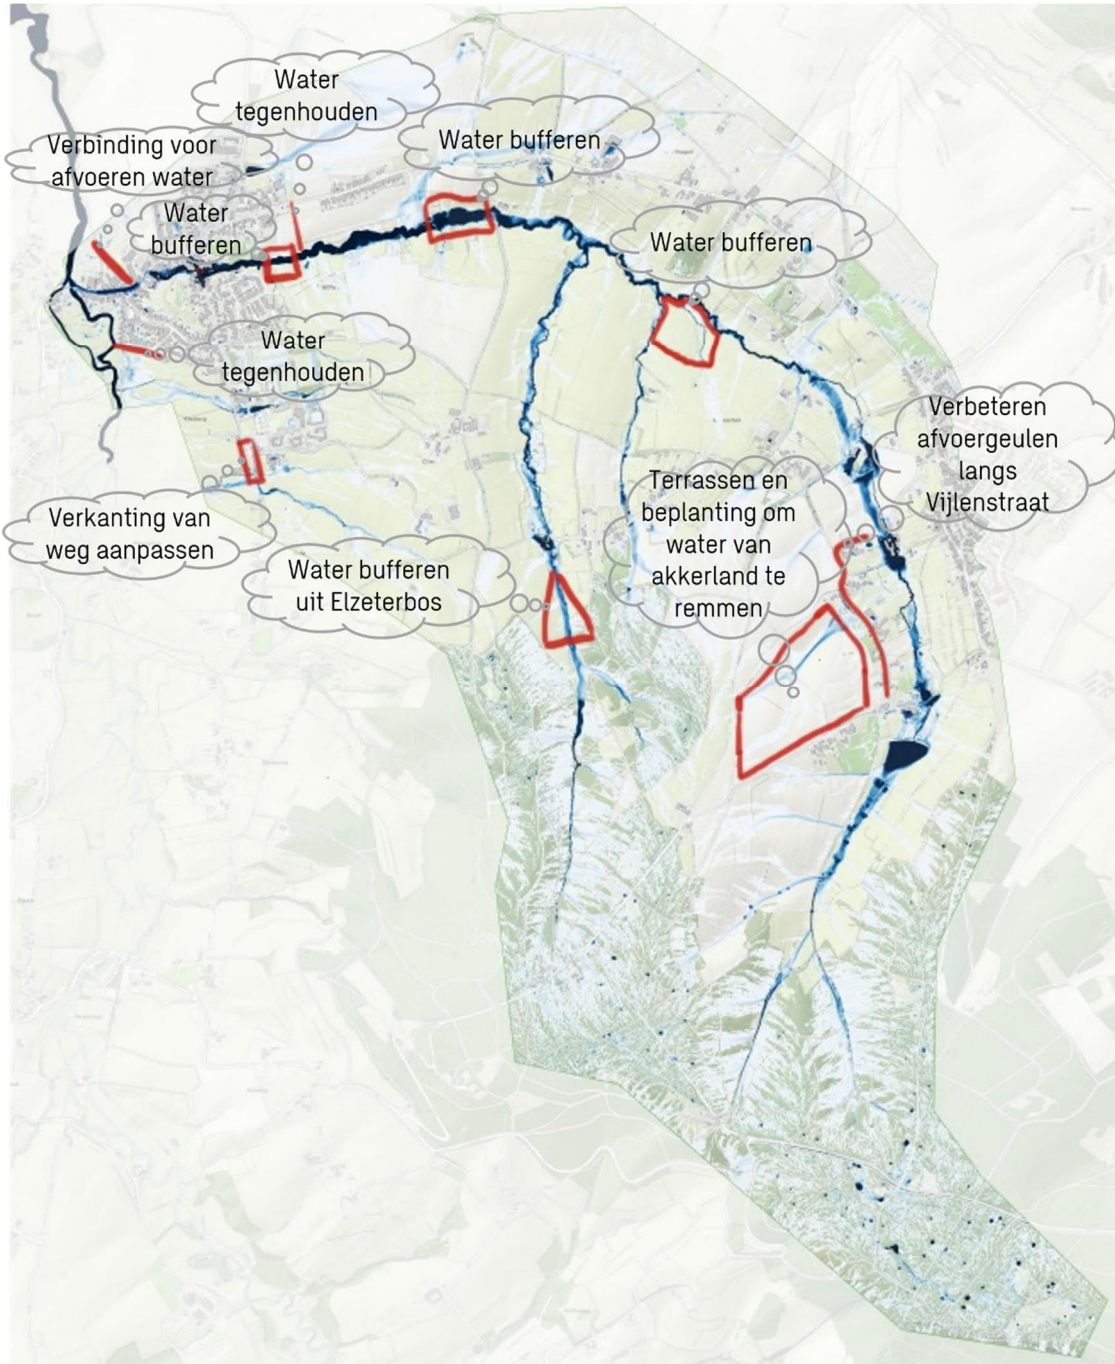 Water
tegenhouden
Water bufferen
Verbinding voor
afvoeren water
Water
bufferen
Water bufferen
Water
tegenhouden
Verbeteren
afvoergeulen
langs
Vijlenstraat
Terrassen en
beplanting om
water van
akkerland te
remmen
Verkanting van
weg aanpassen
Water bufferen
uit Elzeterbos